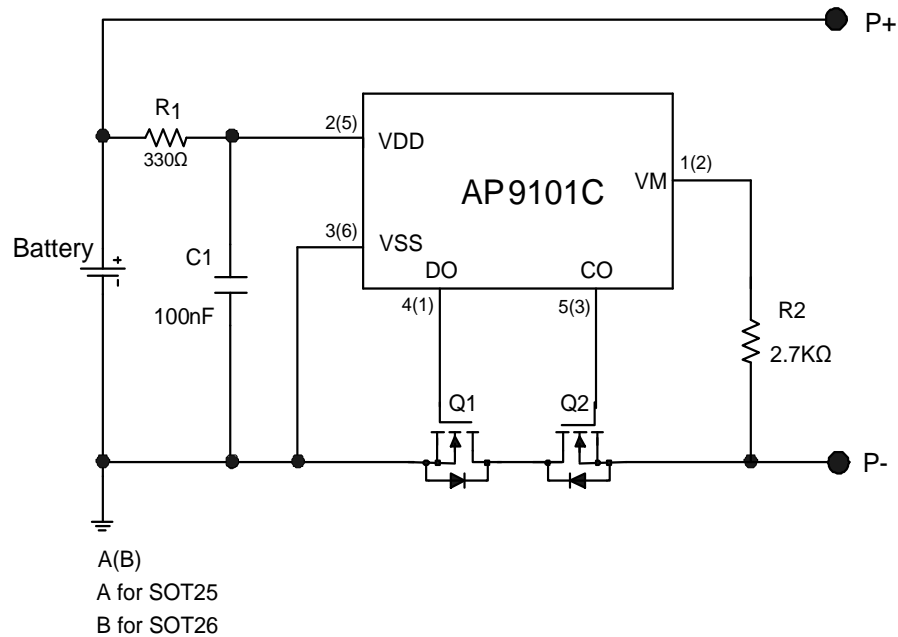 P+
R1
330Ω
2(5)
VDD
1(2)
VM
AP9101C
3(6)
VSS
Battery
+
-
C1
100nF
DO
CO
4(1)
5(3)
R2
2.7KΩ
Q1
Q2
P-
A(B)
A for SOT25
B for SOT26